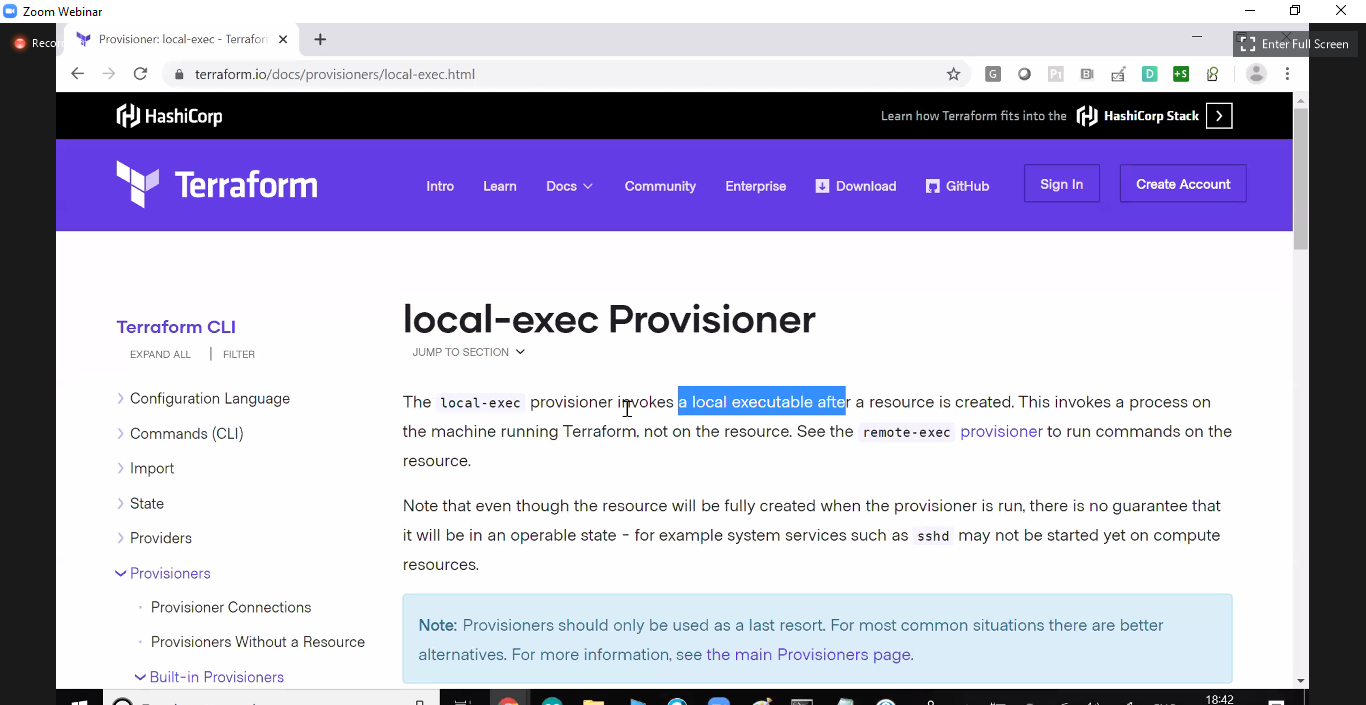 Zoom Webinar
Recor
Provisioner: local-exec - Terrafor
Enter Full Screen
terraform.io/docs/provisioners/local-exec.html
HashiCorp
Learn how Terraform fits into the HashiCorp Stack
Terraform
Intro Learn Docs Community Enterprise Download GitHub Sign In Create Account
local-exec Provisioner
JUMP TO SECTION
Terraform CLI
EXPAND ALL | FILTER
Configuration Language
Commands (CLI)
Import
State
Providers
Provisioners
Provisioner Connections
Provisioners Without a Resource
Built-in Provisioners
The local-exec provisioner invokes a local executable after a resource is created. This invokes a process on
the machine running Terraform, not on the resource. See the remote-exec provisioner to run commands on the
resource.
Note that even though the resource will be fully created when the provisioner is run, there is no guarantee that
it will be in an operable state - for example system services such as sshd may not be started yet on compute
resources.
Note: Provisioners should only be used as a last resort. For most common situations there are better
alternatives. For more information, see the main Provisioners page.
18:42